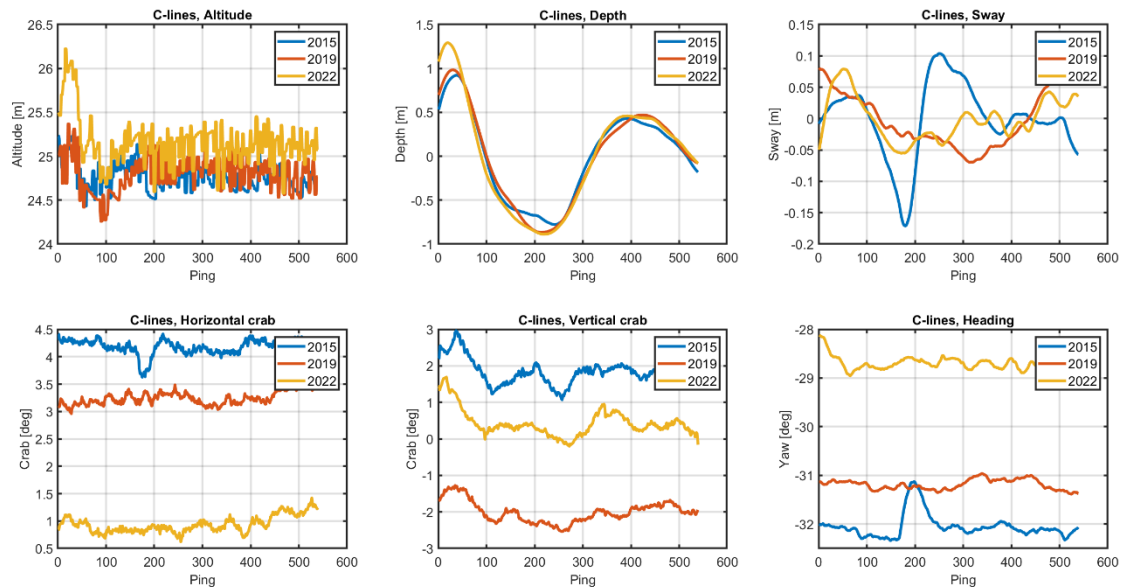 C-lines, Altitude
26.5
26
25.5
25
24.5
24
Altitude [m]
0 100 200 300 400 500 600
Ping
2015
2019
2022
C-lines, Depth
1.5
1
0.5
0
-0.5
-1
Depth [m]
0 100 200 300 400 500 600
Ping
2015
2019
2022
C-lines, Sway
0.15
0.1
0.05
0
-0.05
-0.1
-0.15
-0.2
Sway [m]
0 100 200 300 400 500 600
Ping
2015
2019
2022
C-lines, Horizontal crab
4.5
4
3.5
3
2.5
2
1.5
1
0.5
Crab [deg]
0 100 200 300 400 500 600
Ping
2015
2019
2022
C-lines, Vertical crab
3
2
1
0
-1
-2
-3
Crab [deg]
0 100 200 300 400 500 600
Ping
2015
2019
2022
C-lines, Heading
-28
-29
-30
-31
-32
Yaw [deg]
0 100 200 300 400 500 600
Ping
2015
2019
2022